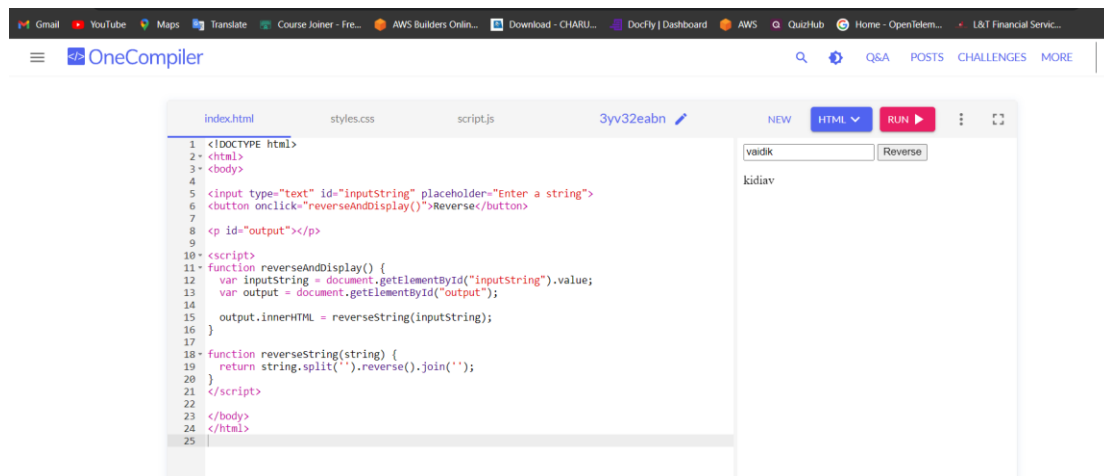 Gmail YouTube Maps Translate Course Joiner - Fre... AWS Builders Onlin... Download - CHARU... DocFly | Dashboard AWS QuizHub Home - OpenTelem... L&T Financial Servic...
OneCompiler Q&A POSTS CHALLENGES MORE
index.html styles.css script.js 3yv32eabn NEW HTML RUN
1 <!DOCTYPE html>
2 <html>
3 <body>
4
5 <input type="text" id="inputString" placeholder="Enter a string">
6 <button onclick="reverseAndDisplay()">Reverse</button>
7
8 <p id="output"></p>
9
10 <script>
11 function reverseAndDisplay() {
12   var inputString = document.getElementById("inputString").value;
13   var output = document.getElementById("output");
14
15   output.innerHTML = reverseString(inputString);
16 }
17
18 function reverseString(string) {
19   return string.split('').reverse().join('');
20 }
21 </script>
22
23 </body>
24 </html>
25
vaidik Reverse
kidiav